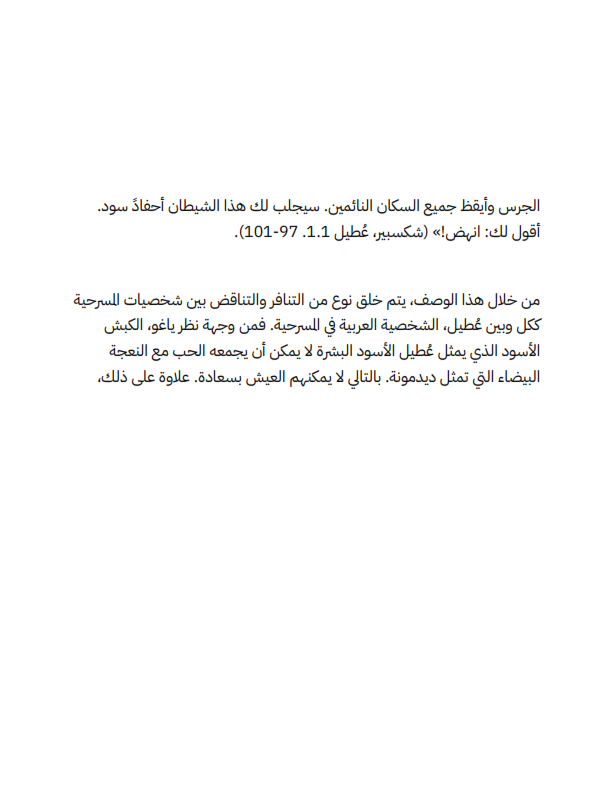 الجرس وأيقظ جميع السكان النائمين. سيجلب لك هذا الشيطان أحفادً سود.
أقول لك: انهض!» (شكسبير، عُطيل 1.1. 97-101).
من خلال هذا الوصف، يتم خلق نوع من التنافر والتناقض بين شخصيات المسرحية
ككل وبين عُطيل، الشخصية العربية في المسرحية. فمن وجهة نظر ياغو، الكبش
الأسود الذي يمثل عُطيل الأسود البشرة لا يمكن أن يجمعه الحب مع النعجة
البيضاء التي تمثل ديدمونة. بالتالي لا يمكنهم العيش بسعادة. علاوة على ذلك،